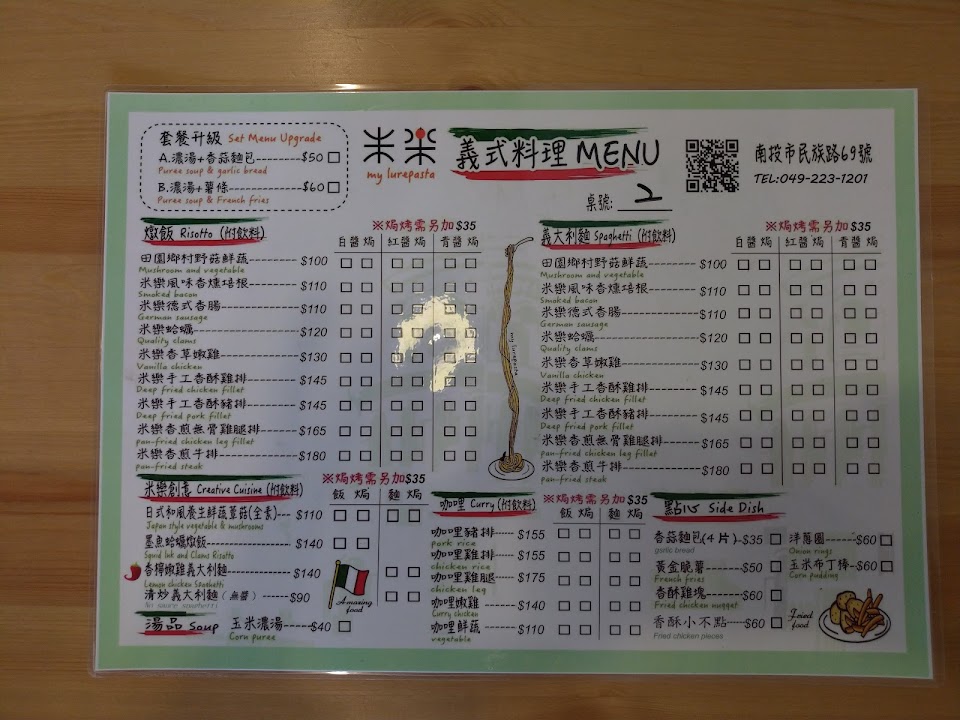 套餐升級 Set Menu Upgrade
A.濃湯+香蒜麵包----------$50
Puree soup & garlic bread
B.濃湯+薯條--------------$60
Puree soup & French fries
米樂
my lurepasta
義式料理 MENU
桌號: 2
南投市民族路69號
TEL:049-223-1201
燉飯 Risotto (附飲料)
※焗烤需另加$35
白醬 焗 紅醬 焗 青醬 焗
田園鄉村野菇鮮蔬 $100
Mushroom and vegetable
米樂風味香燻培根 $110
Smoked bacon
米樂德式香腸 $110
German sausage
米樂蛤蠣 $120
Quality clams
米樂香草嫩雞 $130
Vanilla chicken
米樂手工香酥雞排 $145
Deep fried chicken fillet
米樂手工香酥豬排 $145
Deep fried pork fillet
米樂香煎無骨雞腿排 $165
pan-fried chicken leg fillet
米樂香煎牛排 $180
pan-fried steak
義大利麵 Spaghetti (附飲料)
※焗烤需另加$35
白醬 焗 紅醬 焗 青醬 焗
田園鄉村野菇鮮蔬 $100
Mushroom and vegetable
米樂風味香燻培根 $110
Smoked bacon
米樂德式香腸 $110
German sausage
米樂蛤蠣 $120
Quality clams
米樂香草嫩雞 $130
Vanilla chicken
米樂手工香酥雞排 $145
Deep fried chicken fillet
米樂手工香酥豬排 $145
Deep fried pork fillet
米樂香煎無骨雞腿排 $165
pan-fried chicken leg fillet
米樂香煎牛排 $180
pan-fried steak
my lurepasta
米樂創意 Creative Cuisine (附飲料)
※焗烤需另加$35
飯 焗 麵 焗
日式和風養生鮮蔬蕈菇(全素)--- $110
Japan style vegetable & mushrooms
墨魚蛤蠣燉飯 $140
Squid Ink and Clams Risotto
香檸嫩雞義大利麵 $140
Lemon chicken Spaghetti
清炒義大利麵(無醬) $90
No sauce spaghetti
Amazing food
湯品 Soup 玉米濃湯------$40
Corn puree
咖哩 Curry (附飲料)
※焗烤需另加$35
飯 焗 麵 焗
咖哩豬排 $155
pork rice
咖哩雞排 $155
chicken rice
咖哩雞腿 $175
chicken leg
咖哩嫩雞 $140
Curry chicken
咖哩鮮蔬 $110
vegetable
點心 Side Dish
香蒜麵包(4片)-$35
garlic bread
黃金脆薯 $50
French fries
香酥雞塊 $60
Fried chicken nugget
香酥小不點----$60
Fried chicken pieces
洋蔥圈------$60
Onion rings
玉米布丁棒--$60
Corn pudding
Fried food